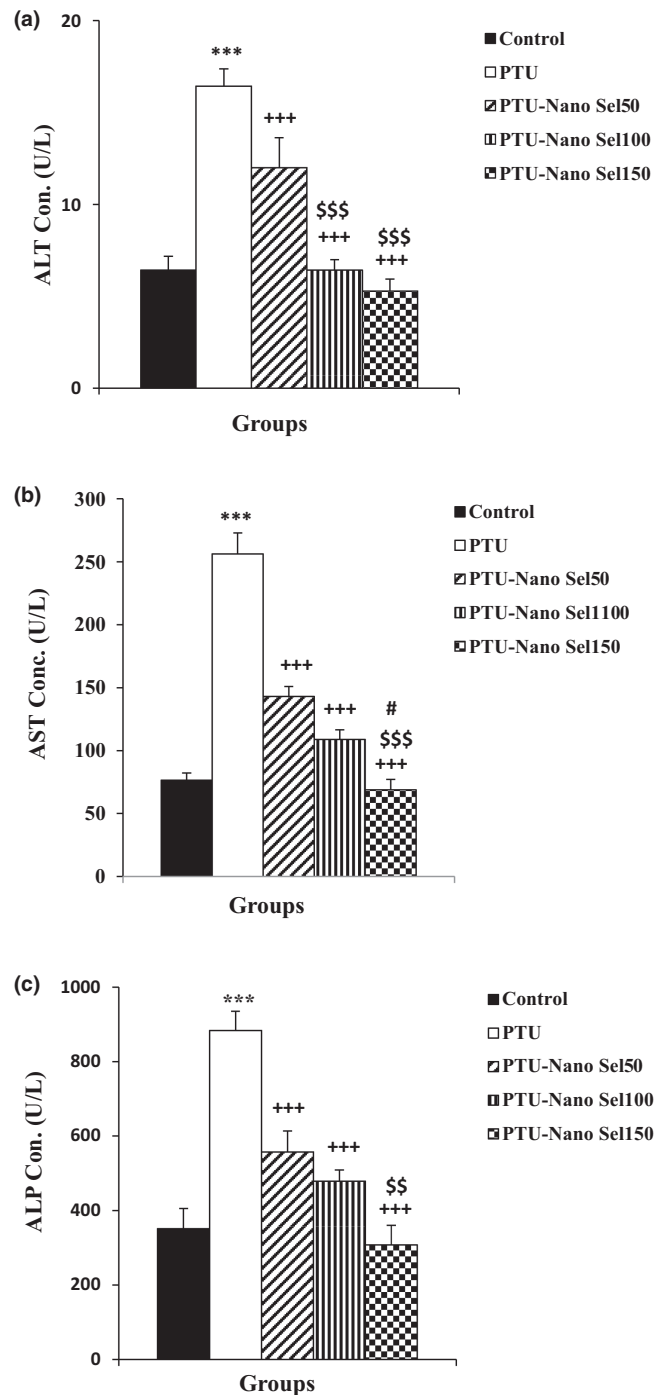 (a)
20
10
0
ALT Con. (U/L)
***
+++
$$$
+++
$$$
+++
Groups
Control
PTU
PTU-Nano Sel50
PTU-Nano Sel100
PTU-Nano Sel150
(b)
300
250
200
150
100
50
0
AST Conc. (U/L)
***
+++
+++
#
$$$
+++
Groups
Control
PTU
PTU-Nano Sel50
PTU-Nano Sel1100
PTU-Nano Sel150
(c)
1000
800
600
400
200
0
ALP Con. (U/L)
***
+++
+++
$$
+++
Groups
Control
PTU
PTU-Nano Sel50
PTU-Nano Sel100
PTU-Nano Sel150